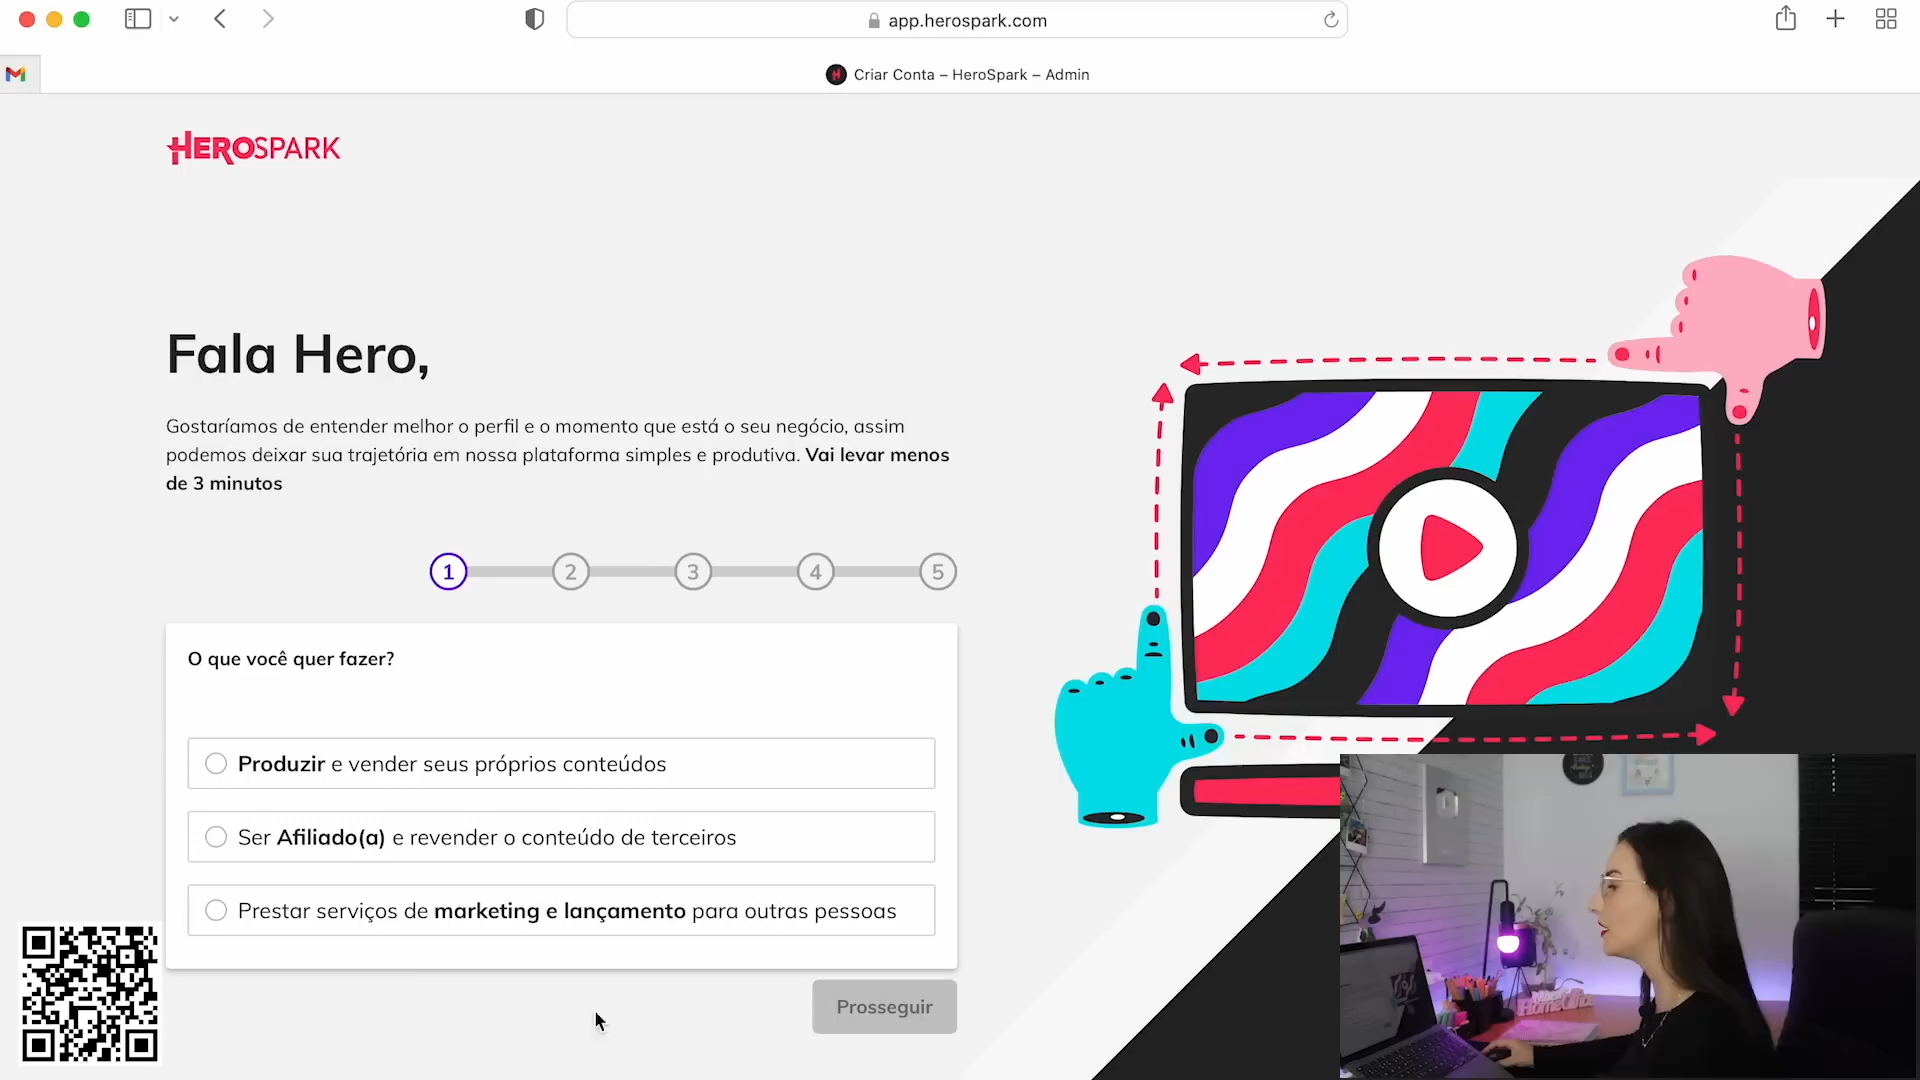 app.herospark.com
Criar Conta – HeroSpark – Admin
HEROSPARK
Fala Hero,
Gostaríamos de entender melhor o perfil e o momento que está o seu negócio, assim
podemos deixar sua trajetória em nossa plataforma simples e produtiva. Vai levar menos
de 3 minutos
1 2 3 4 5
O que você quer fazer?
Produzir e vender seus próprios conteúdos
Ser Afiliado(a) e revender o conteúdo de terceiros
Prestar serviços de marketing e lançamento para outras pessoas
Prosseguir